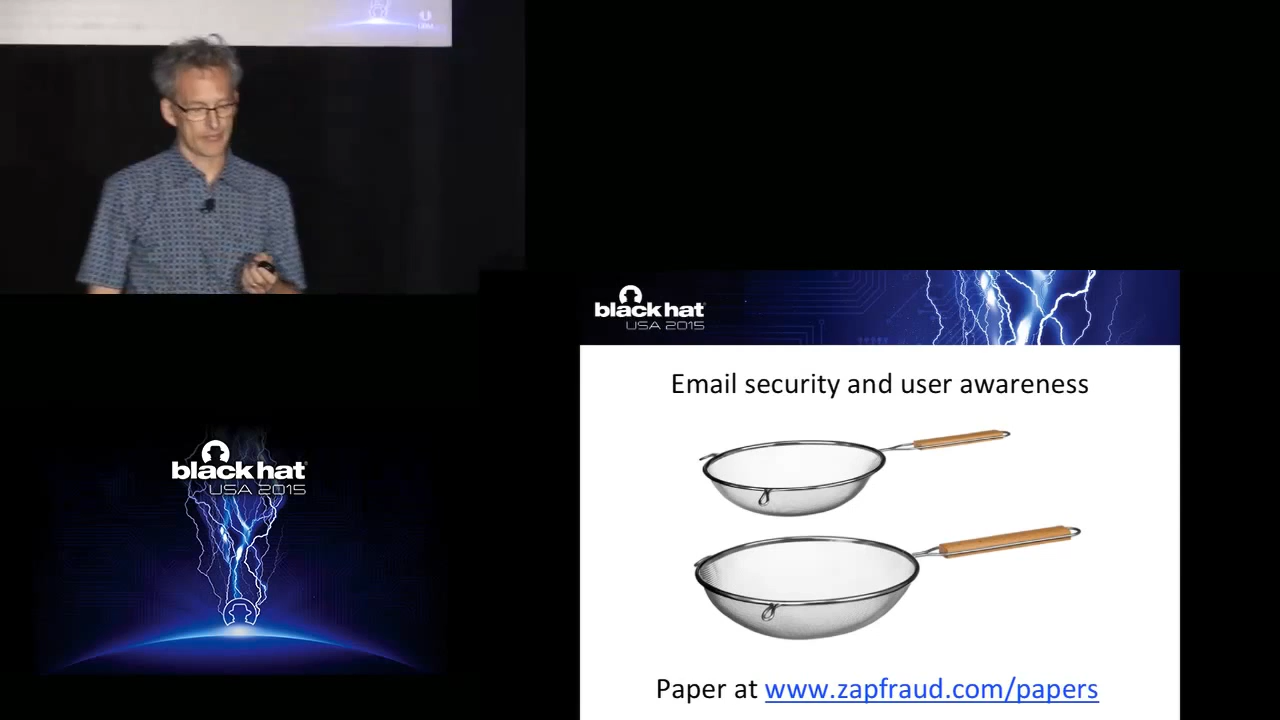 black hat
USA 2015
Email security and user awareness
Paper at www.zapfraud.com/papers
black hat
USA 2015